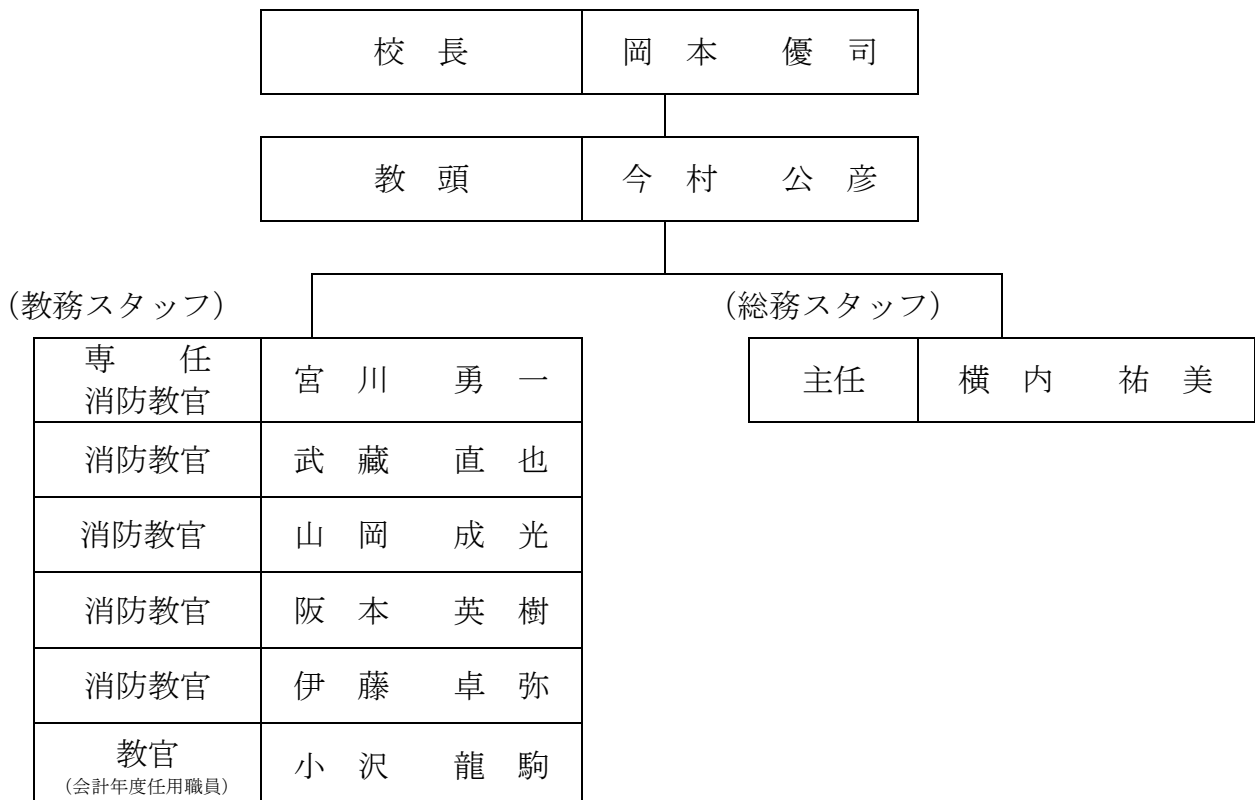 校長 岡本 優司
教頭 今村 公彦
（教務スタッフ） （総務スタッフ）
専任
消防教官 宮川 勇一
主任 横内 祐美
消防教官 武藏 直也
消防教官 山岡 成光
消防教官 阪本 英樹
消防教官 伊藤 卓弥
教官
（会計年度任用職員） 小沢 龍駒